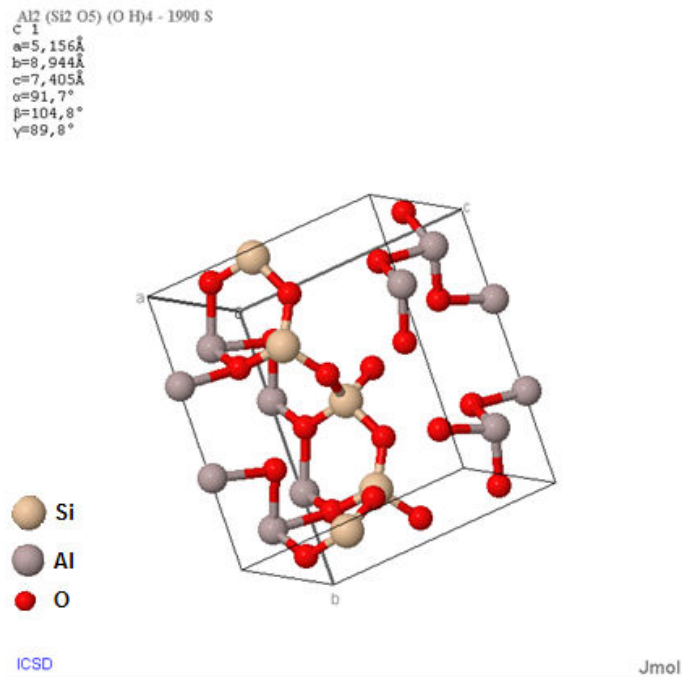 Al2 (Si2 O5) (O H)4 - 1990 S
C 1
a=5,156Å
b=8,944Å
c=7,405Å
α=91,7°
β=104,8°
γ=89,8°
c
a
b
Si
Al
O
ICSD
Jmol